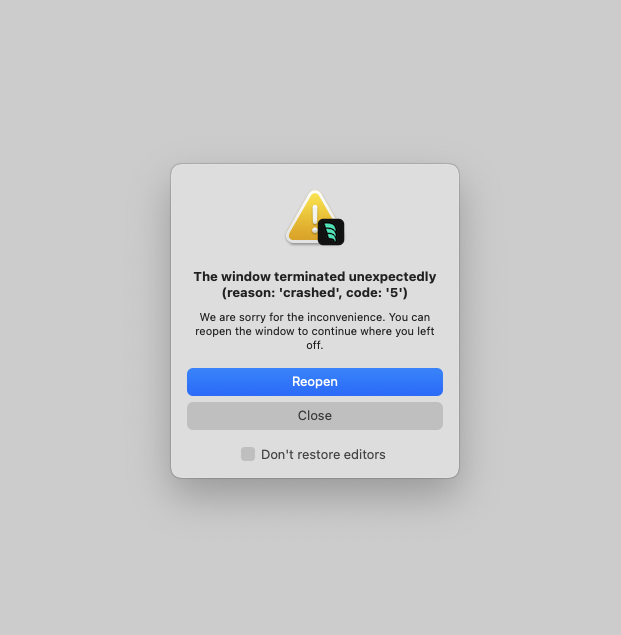 The window terminated unexpectedly
(reason: 'crashed', code: '5')
We are sorry for the inconvenience. You can
reopen the window to continue where you left
off.
Reopen
Close
Don't restore editors